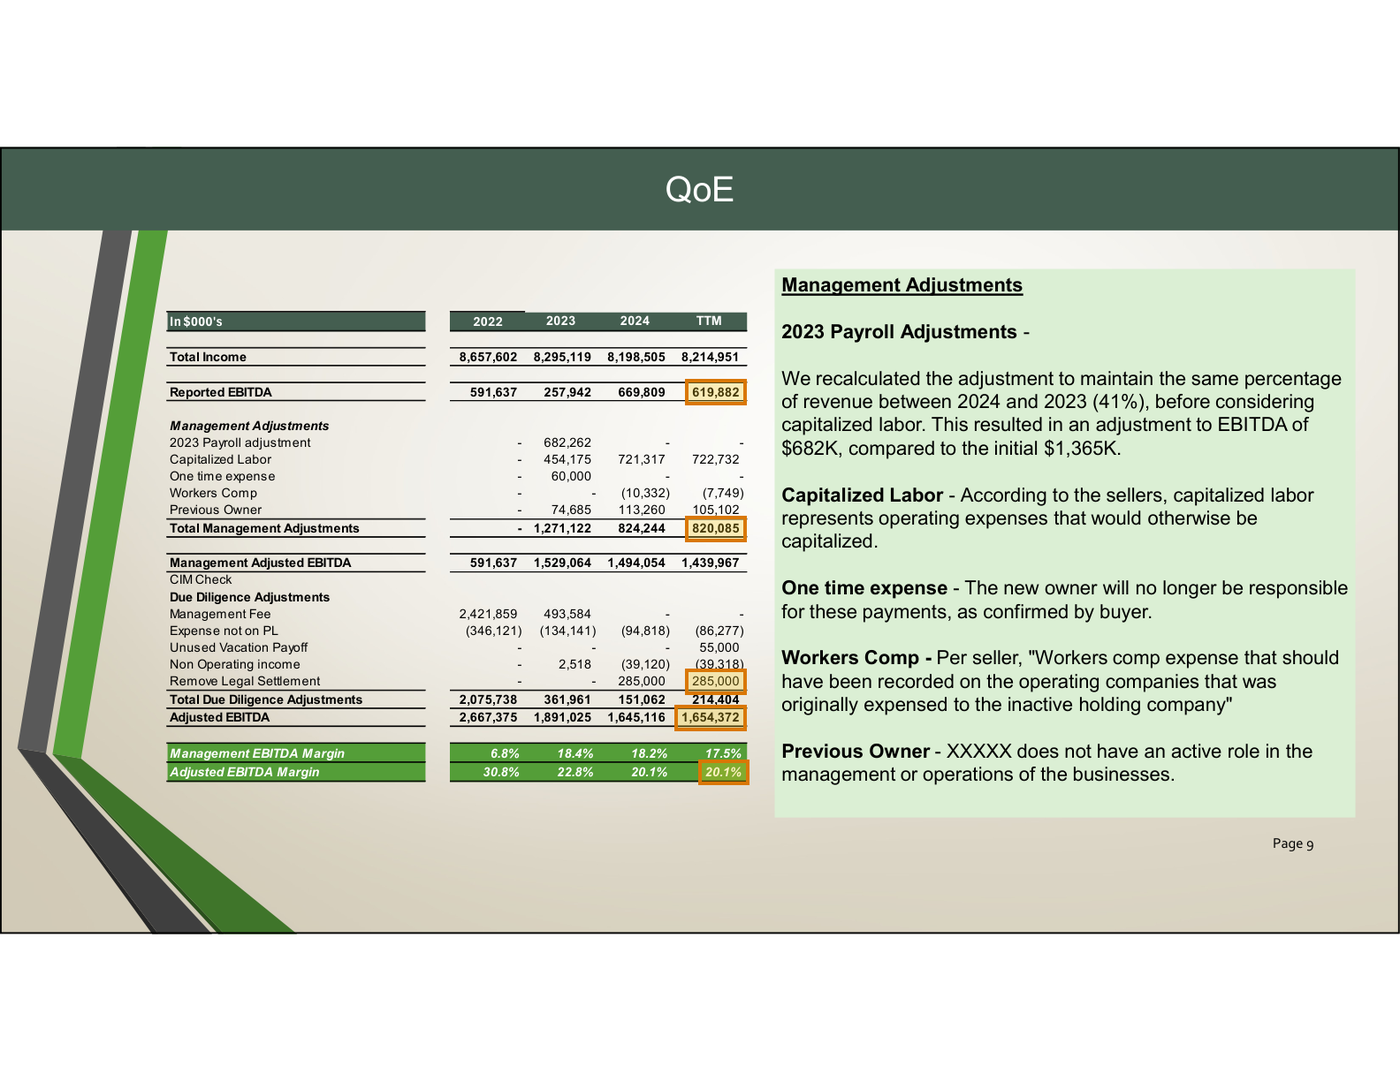 QoE
In $000's 2022 2023 2024 TTM
Total Income 8,657,602 8,295,119 8,198,505 8,214,951
Reported EBITDA 591,637 257,942 669,809 619,882
Management Adjustments
2023 Payroll adjustment - 682,262 - -
Capitalized Labor - 454,175 721,317 722,732
One time expense - 60,000 - -
Workers Comp - - (10,332) (7,749)
Previous Owner - 74,685 113,260 105,102
Total Management Adjustments - 1,271,122 824,244 820,085
Management Adjusted EBITDA 591,637 1,529,064 1,494,054 1,439,967
CIM Check
Due Diligence Adjustments
Management Fee 2,421,859 493,584 - -
Expense not on PL (346,121) (134,141) (94,818) (86,277)
Unused Vacation Payoff - - - 55,000
Non Operating income - 2,518 (39,120) (39,318)
Remove Legal Settlement - - 285,000 285,000
Total Due Diligence Adjustments 2,075,738 361,961 151,062 214,404
Adjusted EBITDA 2,667,375 1,891,025 1,645,116 1,654,372
Management EBITDA Margin 6.8% 18.4% 18.2% 17.5%
Adjusted EBITDA Margin 30.8% 22.8% 20.1% 20.1%
Management Adjustments
2023 Payroll Adjustments -
We recalculated the adjustment to maintain the same percentage
of revenue between 2024 and 2023 (41%), before considering
capitalized labor. This resulted in an adjustment to EBITDA of
$682K, compared to the initial $1,365K.
Capitalized Labor - According to the sellers, capitalized labor
represents operating expenses that would otherwise be
capitalized.
One time expense - The new owner will no longer be responsible
for these payments, as confirmed by buyer.
Workers Comp - Per seller, "Workers comp expense that should
have been recorded on the operating companies that was
originally expensed to the inactive holding company"
Previous Owner - XXXXX does not have an active role in the
management or operations of the businesses.
Page 9